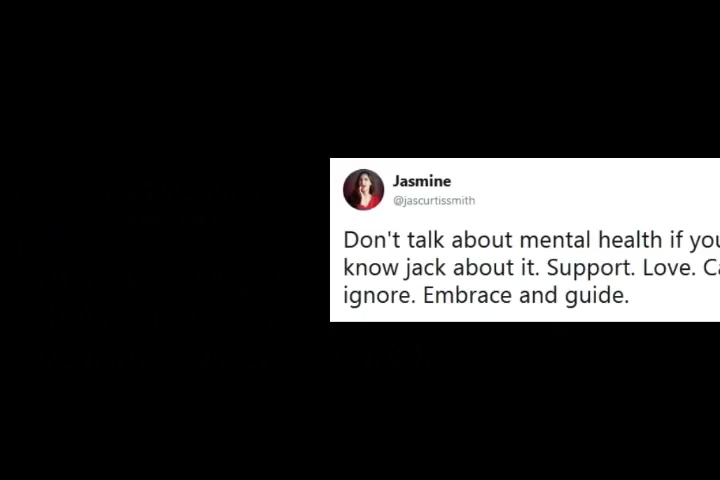 Jasmine
@jascurtissmith
Don't talk about mental health if you
know jack about it. Support. Love. Ca
ignore. Embrace and guide.